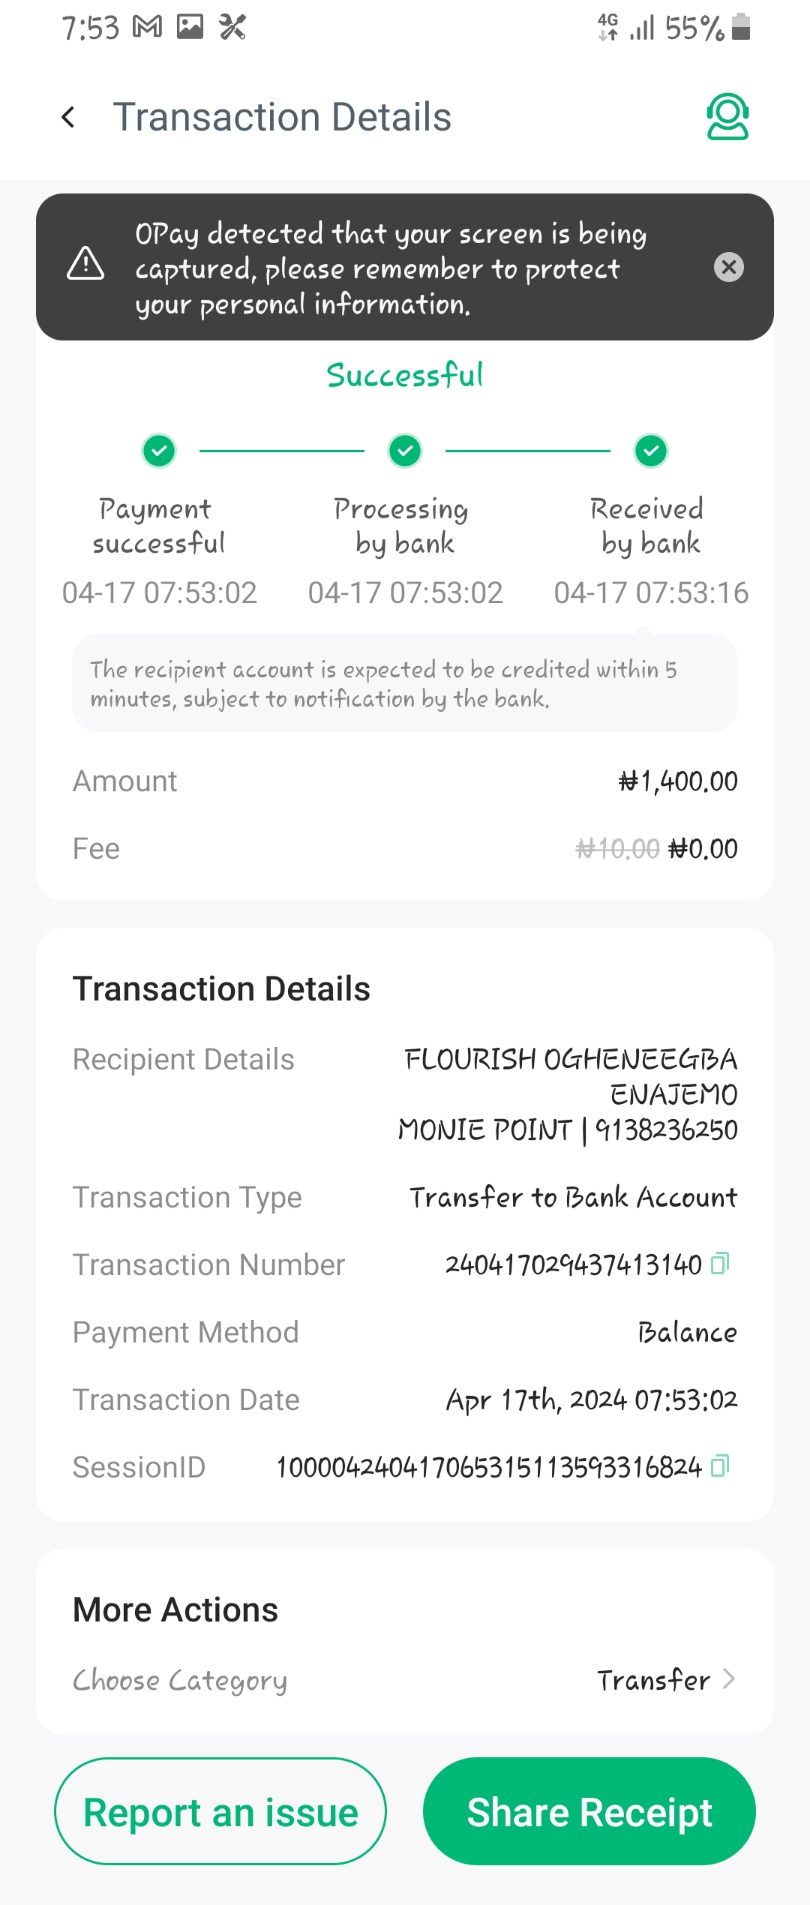 7:53 4G 55%
Transaction Details
OPay detected that your screen is being
captured, please remember to protect
your personal information.
Successful
Payment successful
Processing by bank
Received by bank
04-17 07:53:02 04-17 07:53:02 04-17 07:53:16
The recipient account is expected to be credited within 5
minutes, subject to notification by the bank.
Amount ₦1,400.00
Fee ₦10.00 ₦0.00
Transaction Details
Recipient Details FLOURISH OGHENEEGBA
ENAJEMO
MONIE POINT | 9138236250
Transaction Type Transfer to Bank Account
Transaction Number 240417029437413140
Payment Method Balance
Transaction Date Apr 17th, 2024 07:53:02
SessionID 100004240417065315113593316824
More Actions
Choose Category Transfer
Report an issue Share Receipt